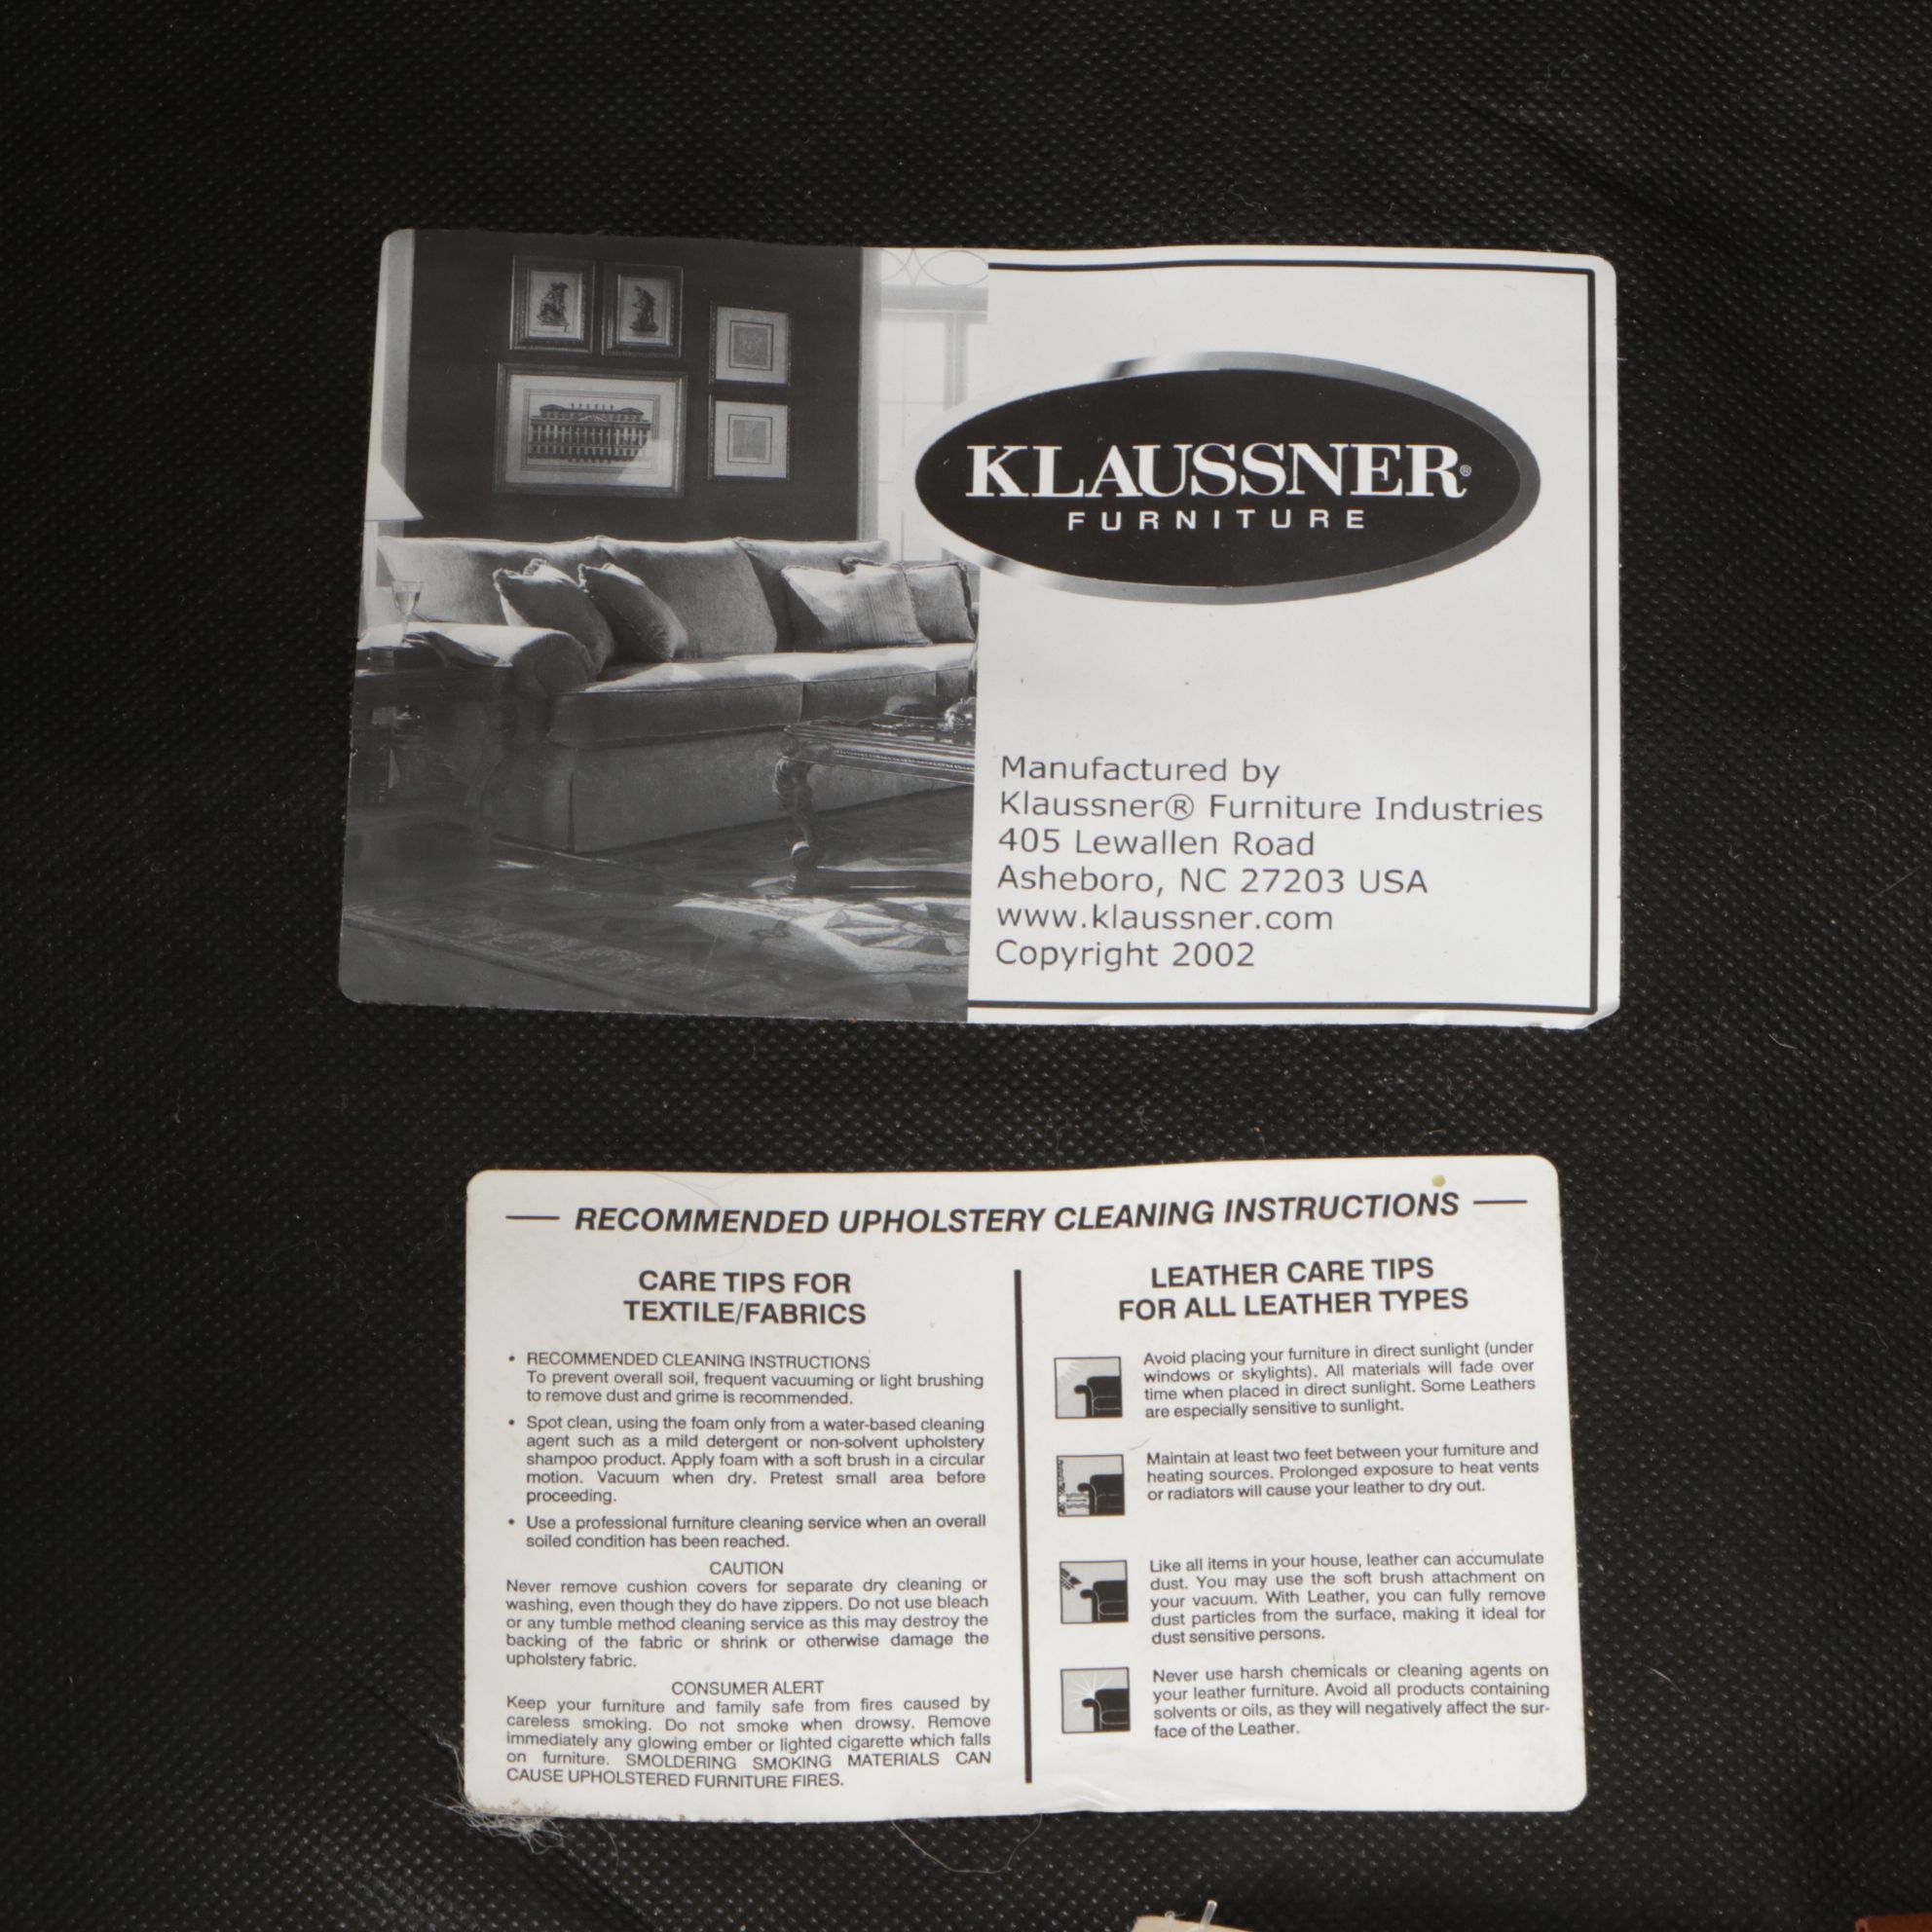 KLAUSSNER®
FURNITURE
Manufactured by
Klaussner® Furniture Industries
405 Lewallen Road
Asheboro, NC 27203 USA
www.klaussner.com
Copyright 2002
RECOMMENDED UPHOLSTERY CLEANING INSTRUCTIONS
CARE TIPS FOR
TEXTILE/FABRICS
• RECOMMENDED CLEANING INSTRUCTIONS
To prevent overall soil, frequent vacuuming or light brushing
to remove dust and grime is recommended.
• Spot clean, using the foam only from a water-based cleaning
agent such as a mild detergent or non-solvent upholstery
shampoo product. Apply foam with a soft brush in a circular
motion. Vacuum when dry. Pretest small area before
proceeding.
• Use a professional furniture cleaning service when an overall
soiled condition has been reached.
CAUTION
Never remove cushion covers for separate dry cleaning or
washing, even though they do have zippers. Do not use bleach
or any tumble method cleaning service as this may destroy the
backing of the fabric or shrink or otherwise damage the
upholstery fabric.
CONSUMER ALERT
Keep your furniture and family safe from fires caused by
careless smoking. Do not smoke when drowsy. Remove
immediately any glowing ember or lighted cigarette which falls
on furniture. SMOLDERING SMOKING MATERIALS CAN
CAUSE UPHOLSTERED FURNITURE FIRES.
LEATHER CARE TIPS
FOR ALL LEATHER TYPES
Avoid placing your furniture in direct sunlight (under
windows or skylights). All materials will fade over
time when placed in direct sunlight. Some Leathers
are especially sensitive to sunlight.
Maintain at least two feet between your furniture and
heating sources. Prolonged exposure to heat vents
or radiators will cause your leather to dry out.
Like all items in your house, leather can accumulate
dust. You may use the soft brush attachment on
your vacuum. With Leather, you can fully remove
dust particles from the surface, making it ideal for
dust sensitive persons.
Never use harsh chemicals or cleaning agents on
your leather furniture. Avoid all products containing
solvents or oils, as they will negatively affect the sur-
face of the Leather.